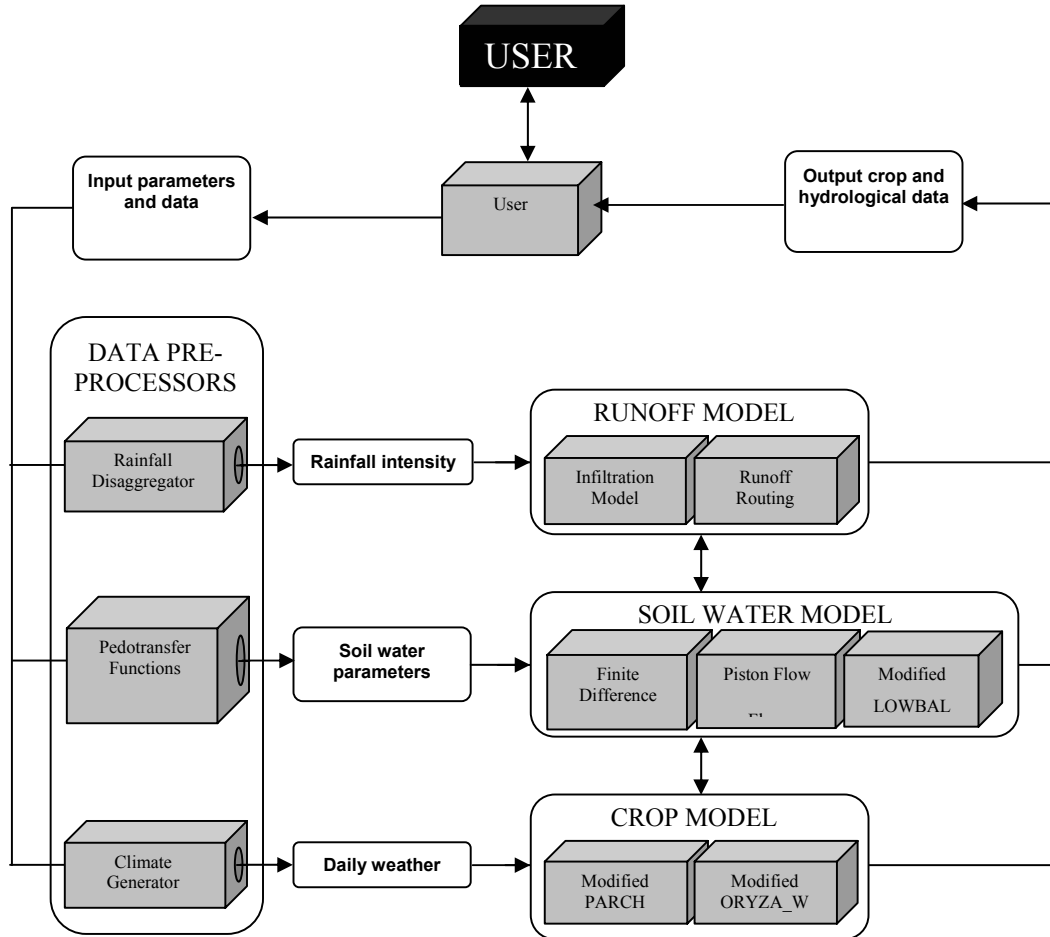 USER
Input parameters
and data
User
Output crop and
hydrological data
DATA PRE-
PROCESSORS
Rainfall
Disaggregator
Rainfall intensity
RUNOFF MODEL
Infiltration
Model
Runoff
Routing
Pedotransfer
Functions
Soil water
parameters
SOIL WATER MODEL
Finite
Difference
Piston Flow
Modified
LOWBAL
Climate
Generator
Daily weather
CROP MODEL
Modified
PARCH
Modified
ORYZA_W